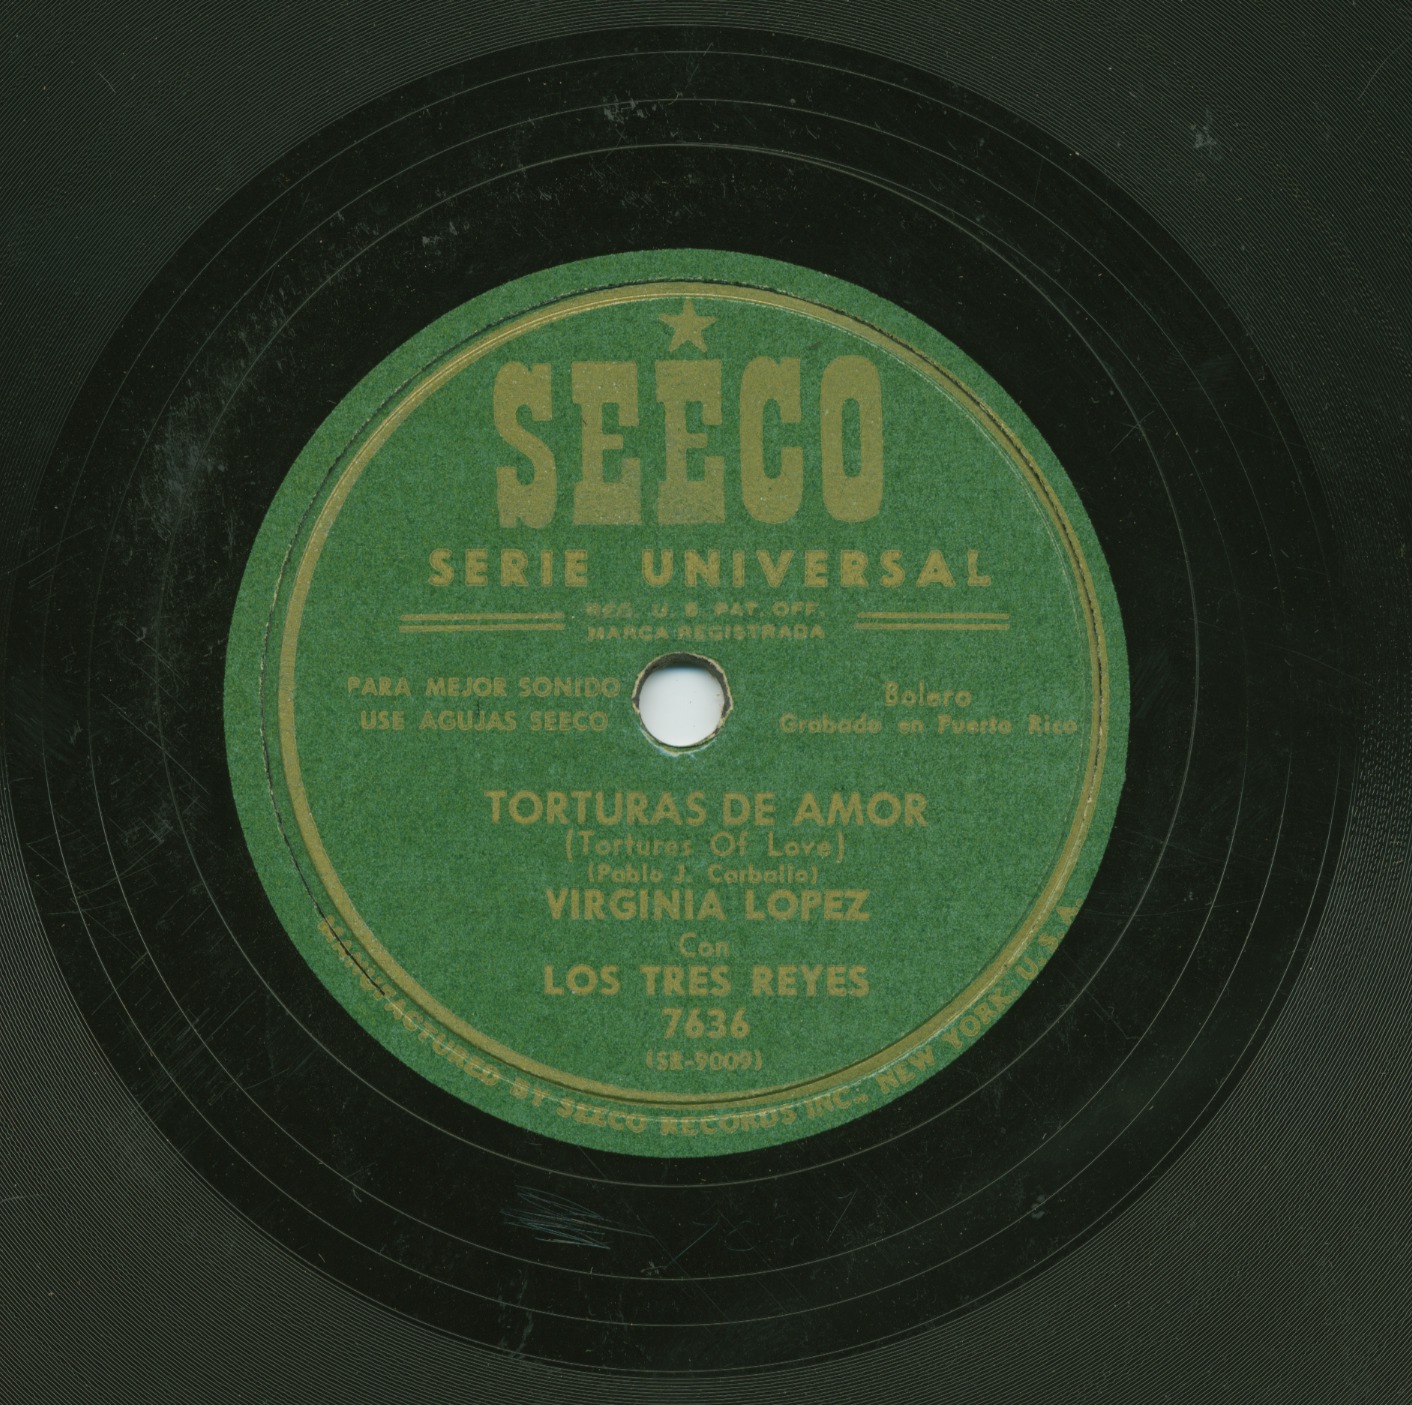 SEECO
SERIE UNIVERSAL
REG. U. S. PAT. OFF.
MARCA REGISTRADA
PARA MEJOR SONIDO
USE AGUJAS SEECO
Bolero
Grabado en Puerto Rico
TORTURAS DE AMOR
(Tortures Of Love)
(Pablo J. Carballo)
VIRGINIA LOPEZ
Con
LOS TRES REYES
7636
(SR-9009)
MANUFACTURED BY SEECO RECORDS INC., NEW YORK, U.S.A.